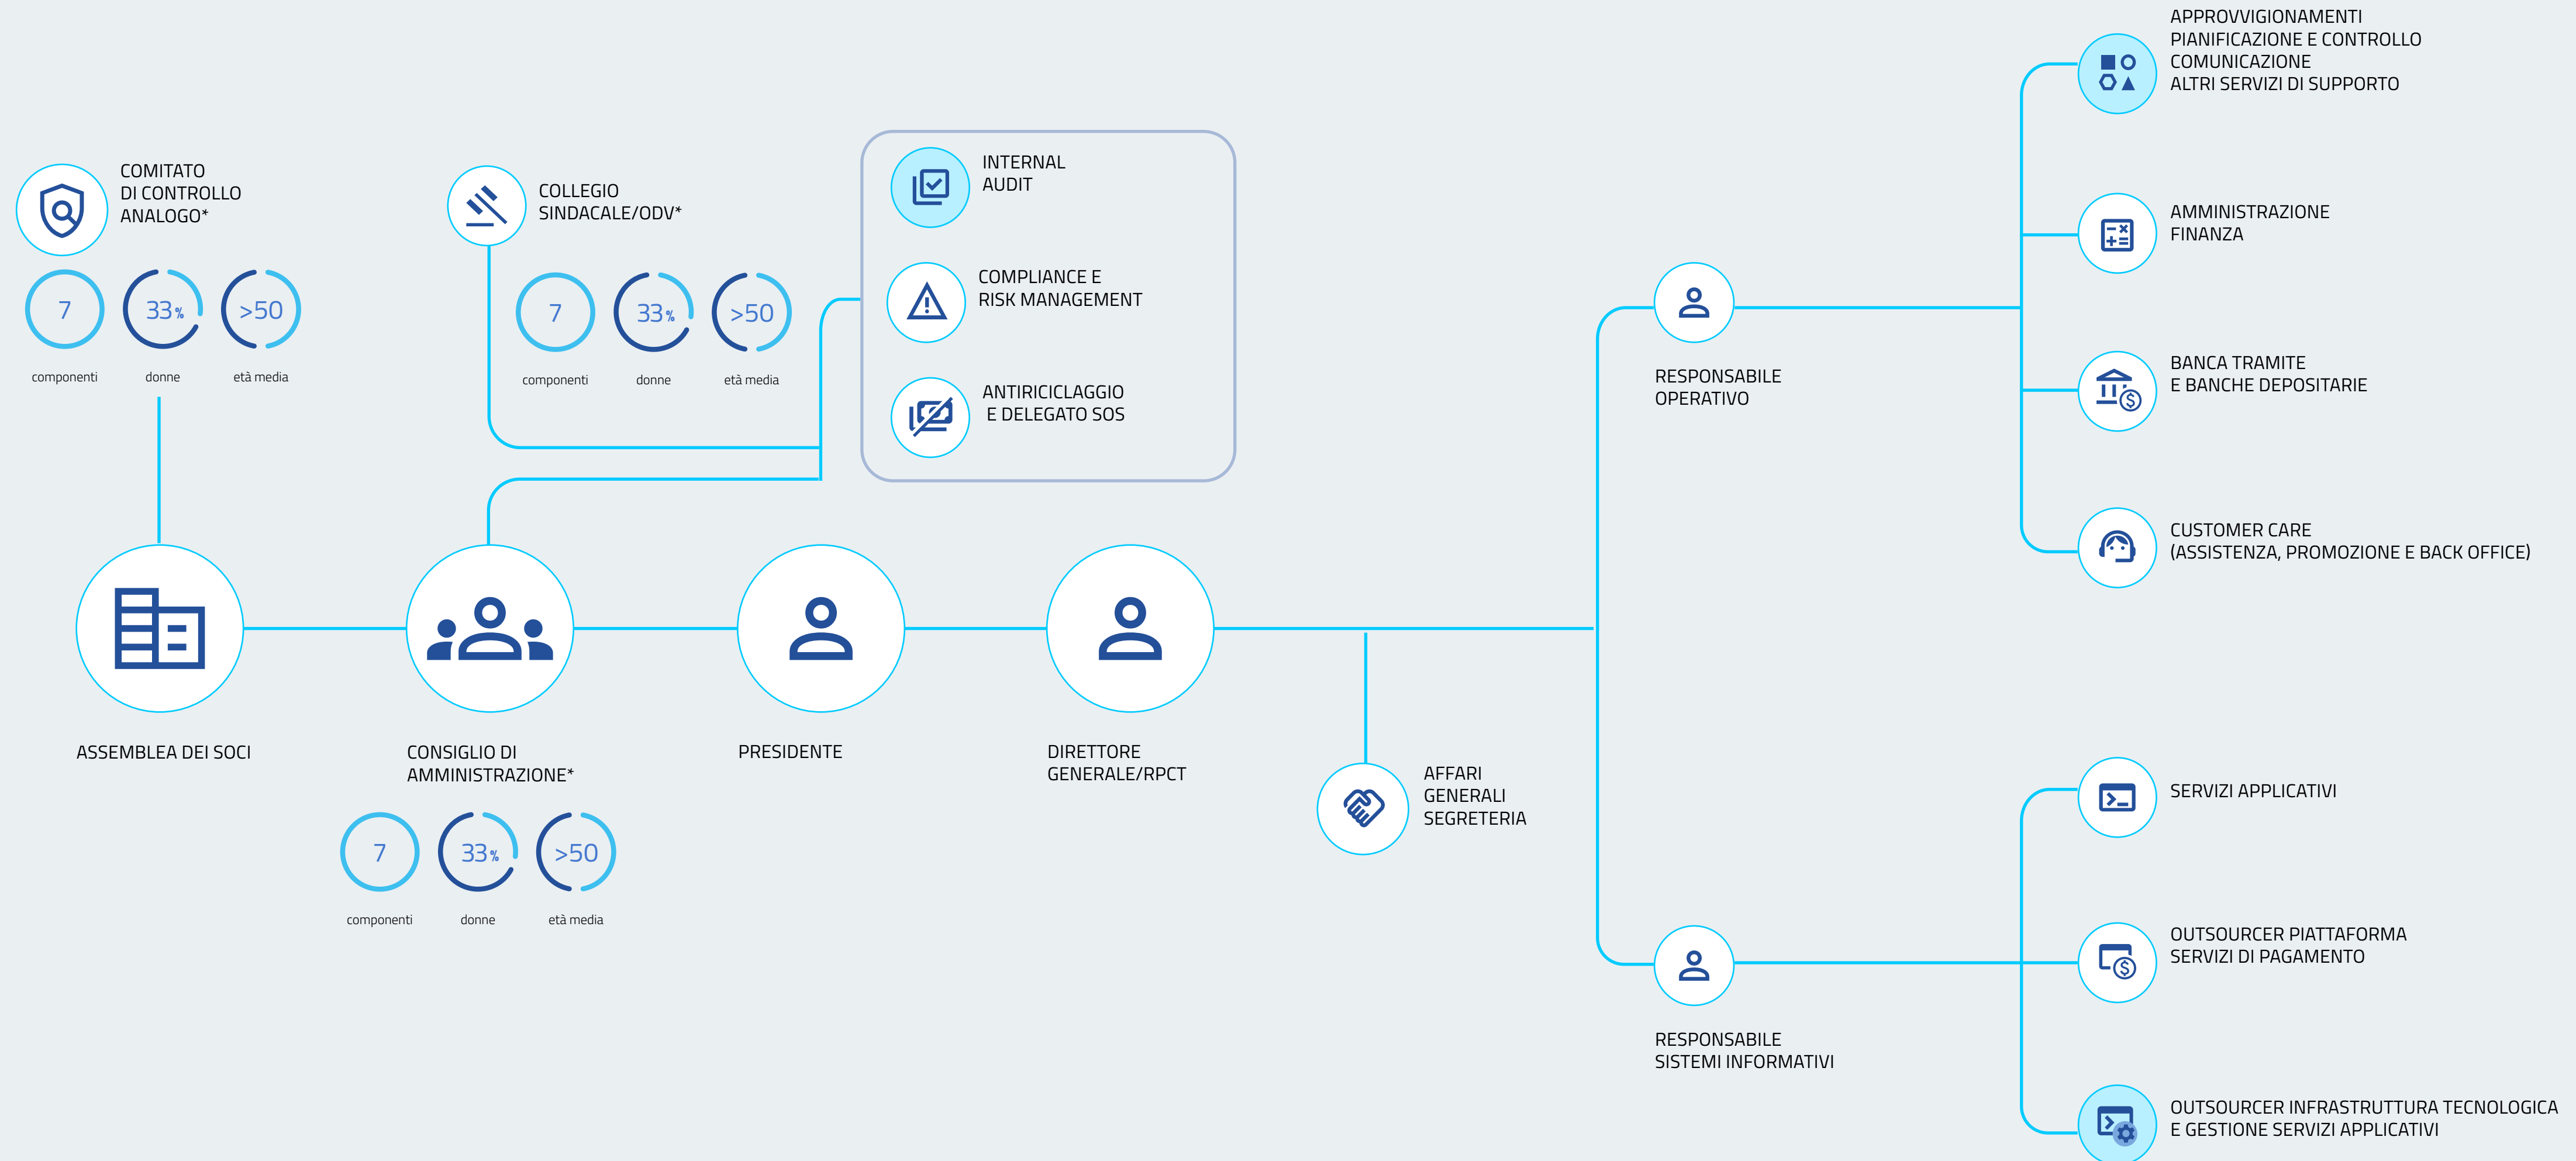 COMITATO
DI CONTROLLO
ANALOGO*
7
33%
>50
componenti
donne
età media
COLLEGIO
SINDACALE/ODV*
7
33%
>50
componenti
donne
età media
INTERNAL
AUDIT
COMPLIANCE E
RISK MANAGEMENT
ANTIRICICLAGGIO
E DELEGATO SOS
ASSEMBLEA DEI SOCI
CONSIGLIO DI
AMMINISTRAZIONE*
7
33%
>50
componenti
donne
età media
PRESIDENTE
DIRETTORE
GENERALE/RPCT
AFFARI
GENERALI
SEGRETERIA
RESPONSABILE
OPERATIVO
APPROVVIGIONAMENTI
PIANIFICAZIONE E CONTROLLO
COMUNICAZIONE
ALTRI SERVIZI DI SUPPORTO
AMMINISTRAZIONE
FINANZA
BANCA TRAMITE
E BANCHE DEPOSITARIE
CUSTOMER CARE
(ASSISTENZA, PROMOZIONE E BACK OFFICE)
RESPONSABILE
SISTEMI INFORMATIVI
SERVIZI APPLICATIVI
OUTSOURCER PIATTAFORMA
SERVIZI DI PAGAMENTO
OUTSOURCER INFRASTRUTTURA TECNOLOGICA
E GESTIONE SERVIZI APPLICATIVI